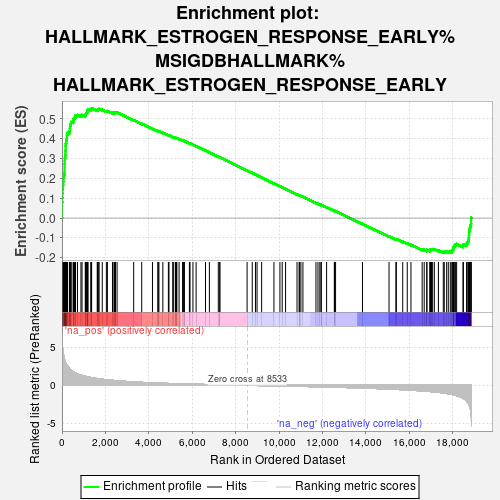 Enrichment plot:
HALLMARK_ESTROGEN_RESPONSE_EARLY%
MSIGDBHALLMARK%
HALLMARK_ESTROGEN_RESPONSE_EARLY
Enrichment score (ES)
0.5
0.4
0.3
0.2
0.1
0.0
-0.1
-0.2
Ranked list metric (PreRanked)
'na_pos' (positively correlated)
5
0
-5
Zero cross at 8533
'na_neg' (negatively correlated)
0 2,000 4,000 6,000 8,000 10,000 12,000 14,000 16,000 18,000
Rank in Ordered Dataset
Enrichment profile Hits Ranking metric scores